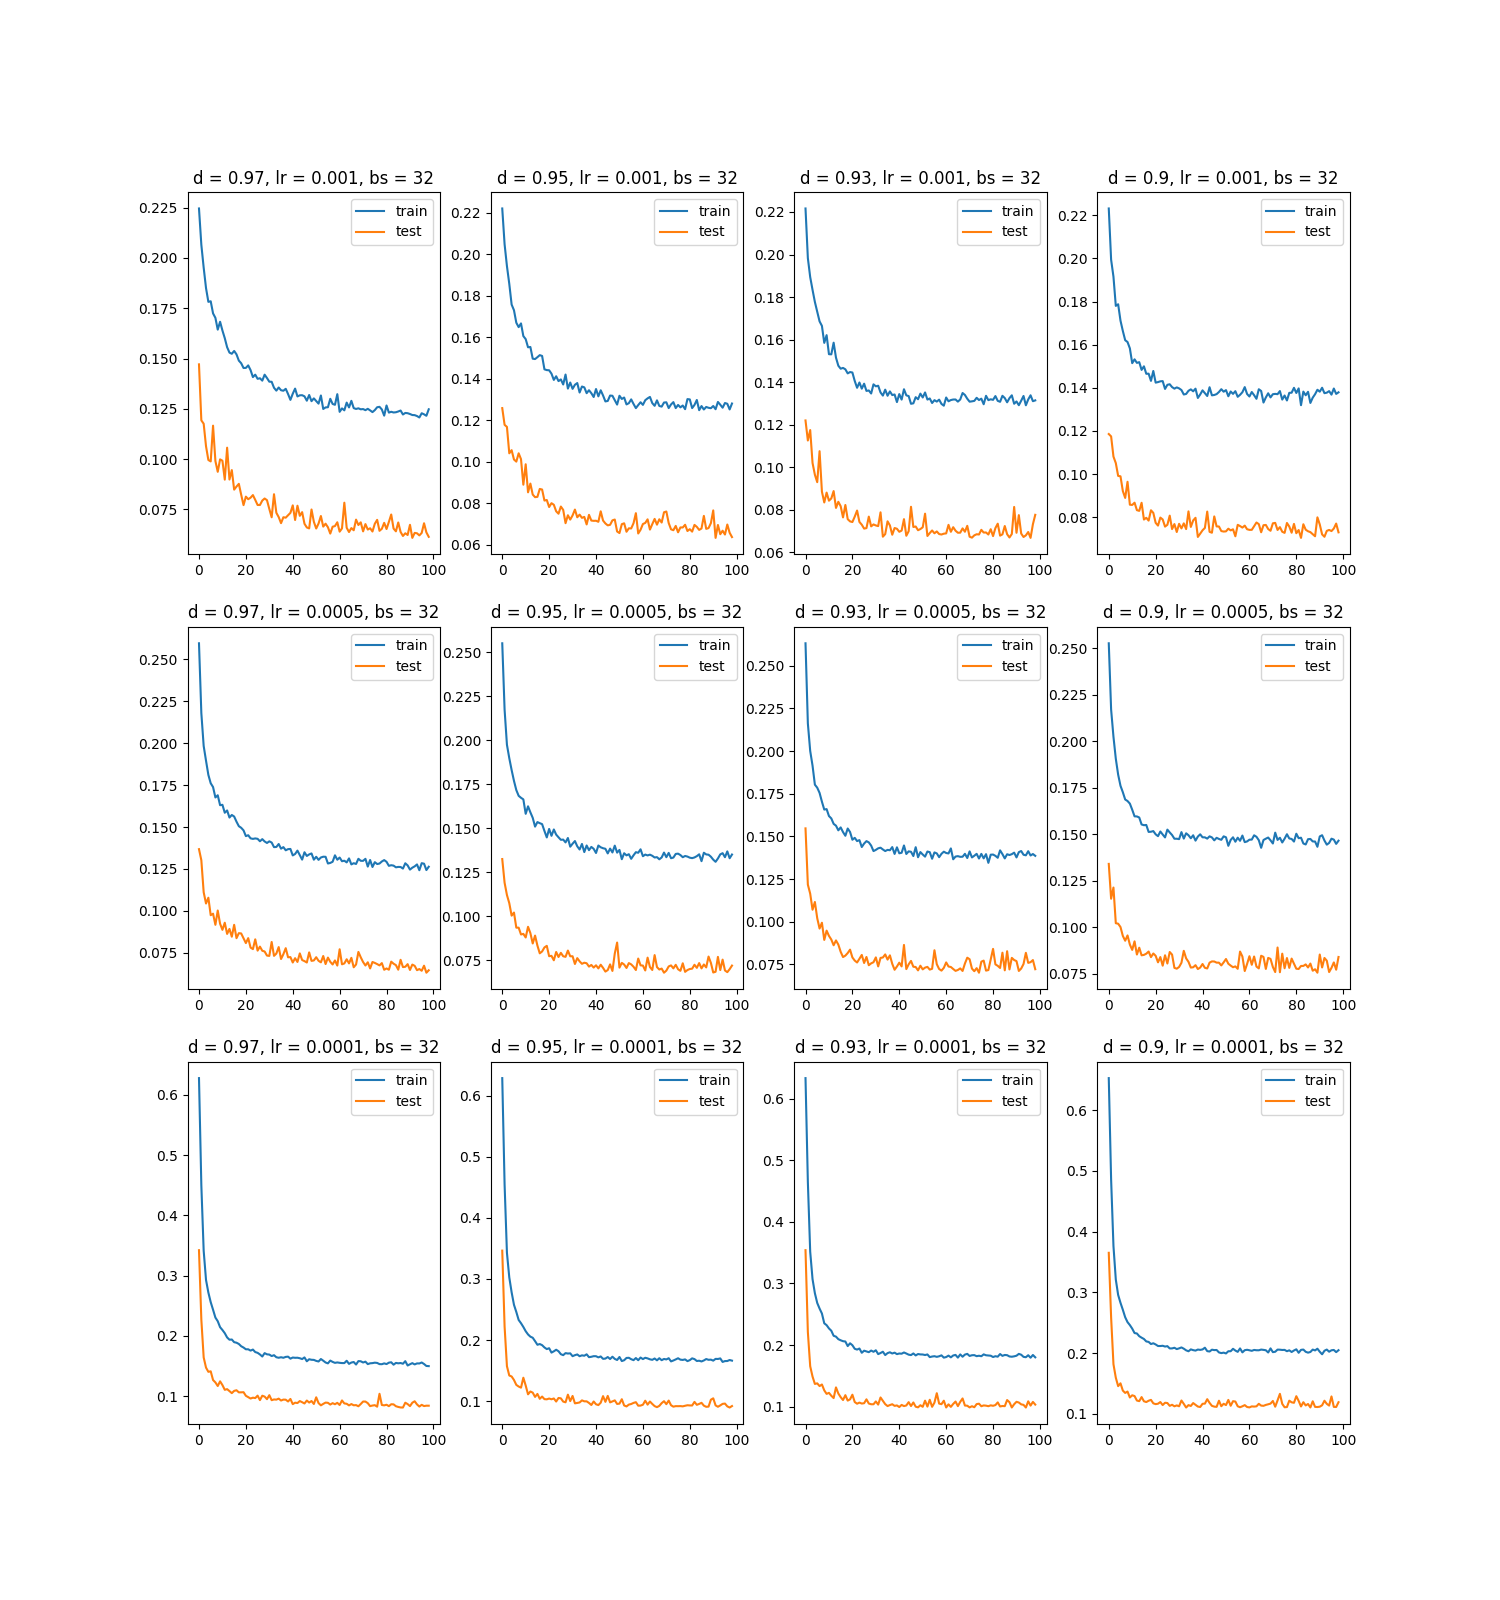 d = 0.97, lr = 0.001, bs = 32
0.225
0.200
0.175
0.150
0.125
0.100
0.075
0 20 40 60 80 100
train
test
d = 0.95, lr = 0.001, bs = 32
0.22
0.20
0.18
0.16
0.14
0.12
0.10
0.08
0.06
0 20 40 60 80 100
train
test
d = 0.93, lr = 0.001, bs = 32
0.22
0.20
0.18
0.16
0.14
0.12
0.10
0.08
0.06
0 20 40 60 80 100
train
test
d = 0.9, lr = 0.001, bs = 32
0.22
0.20
0.18
0.16
0.14
0.12
0.10
0.08
0 20 40 60 80 100
train
test
d = 0.97, lr = 0.0005, bs = 32
0.250
0.225
0.200
0.175
0.150
0.125
0.100
0.075
0 20 40 60 80 100
train
test
d = 0.95, lr = 0.0005, bs = 32
0.250
0.225
0.200
0.175
0.150
0.125
0.100
0.075
0 20 40 60 80 100
train
test
d = 0.93, lr = 0.0005, bs = 32
0.250
0.225
0.200
0.175
0.150
0.125
0.100
0.075
0 20 40 60 80 100
train
test
d = 0.9, lr = 0.0005, bs = 32
0.250
0.225
0.200
0.175
0.150
0.125
0.100
0.075
0 20 40 60 80 100
train
test
d = 0.97, lr = 0.0001, bs = 32
0.6
0.5
0.4
0.3
0.2
0.1
0 20 40 60 80 100
train
test
d = 0.95, lr = 0.0001, bs = 32
0.6
0.5
0.4
0.3
0.2
0.1
0 20 40 60 80 100
train
test
d = 0.93, lr = 0.0001, bs = 32
0.6
0.5
0.4
0.3
0.2
0.1
0 20 40 60 80 100
train
test
d = 0.9, lr = 0.0001, bs = 32
0.6
0.5
0.4
0.3
0.2
0.1
0 20 40 60 80 100
train
test